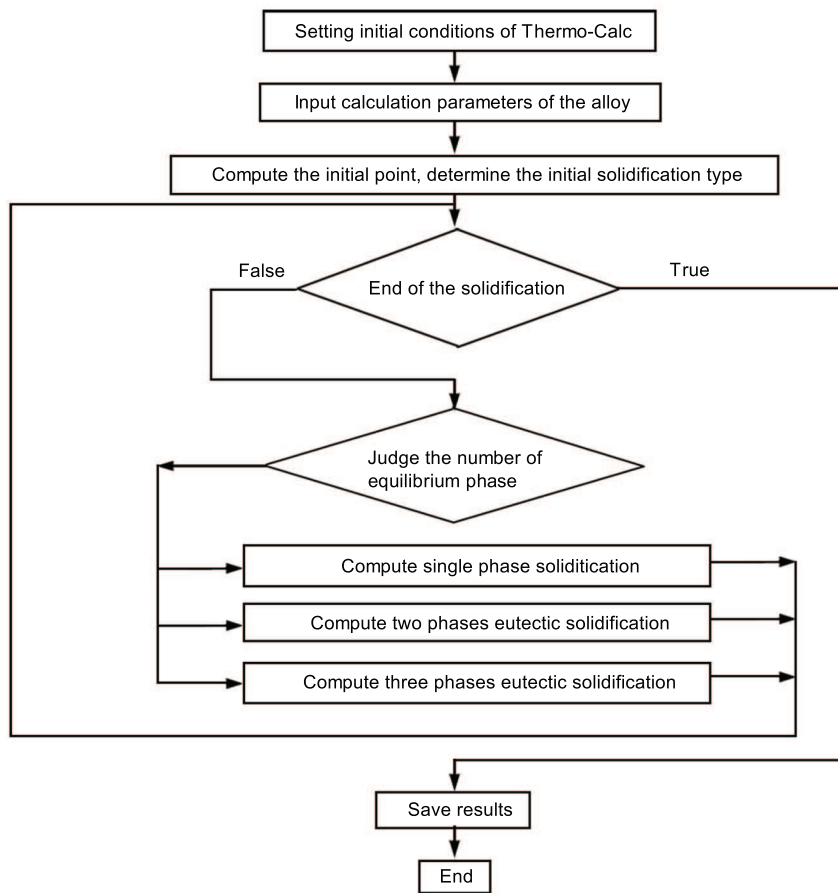 Setting initial conditions of Thermo-Calc
Input calculation parameters of the alloy
Compute the initial point, determine the initial solidification type
False
True
End of the solidification
Judge the number of
equilibrium phase
Compute single phase soliditication
Compute two phases eutectic solidification
Compute three phases eutectic solidification
Save results
End